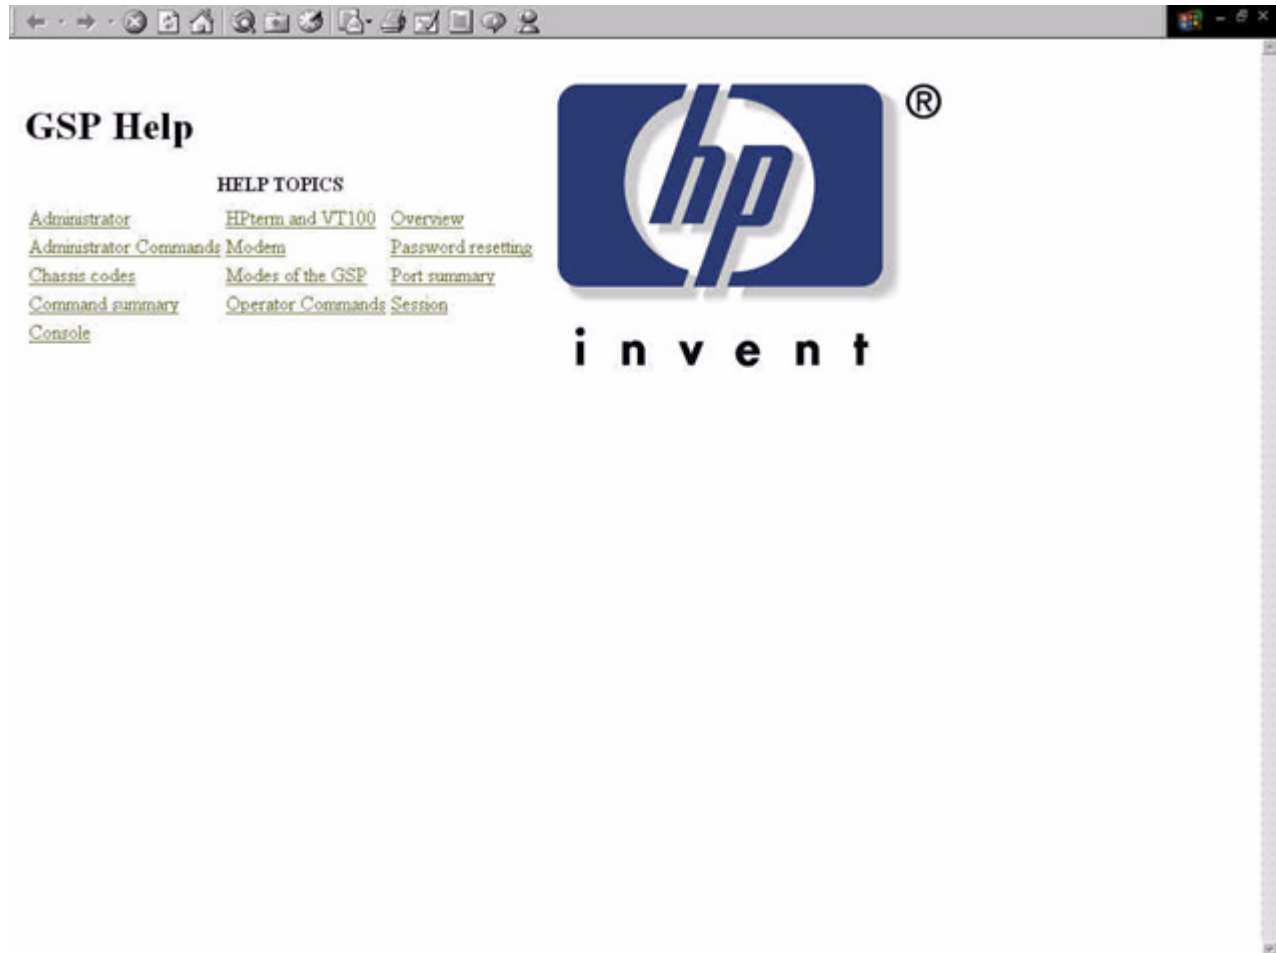 GSP Help
HELP TOPICS
Administrator HPterm and VT100 Overview
Administrator Commands Modem Password resetting
Chassis codes Modes of the GSP Port summary
Command summary Operator Commands Session
Console
hp ®
invent